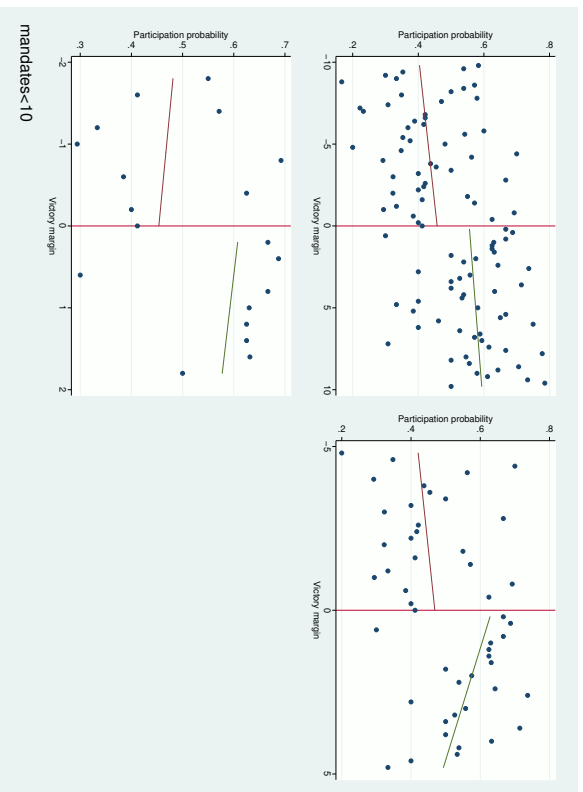 Participation probability
.2 .4 .6 .8
-10 -5 0 5 10
Victory margin
Participation probability
.2 .4 .6 .8
-5 0 5
Victory margin
Participation probability
.3 .4 .5 .6 .7
-2 -1 0 1 2
Victory margin
mandates<10